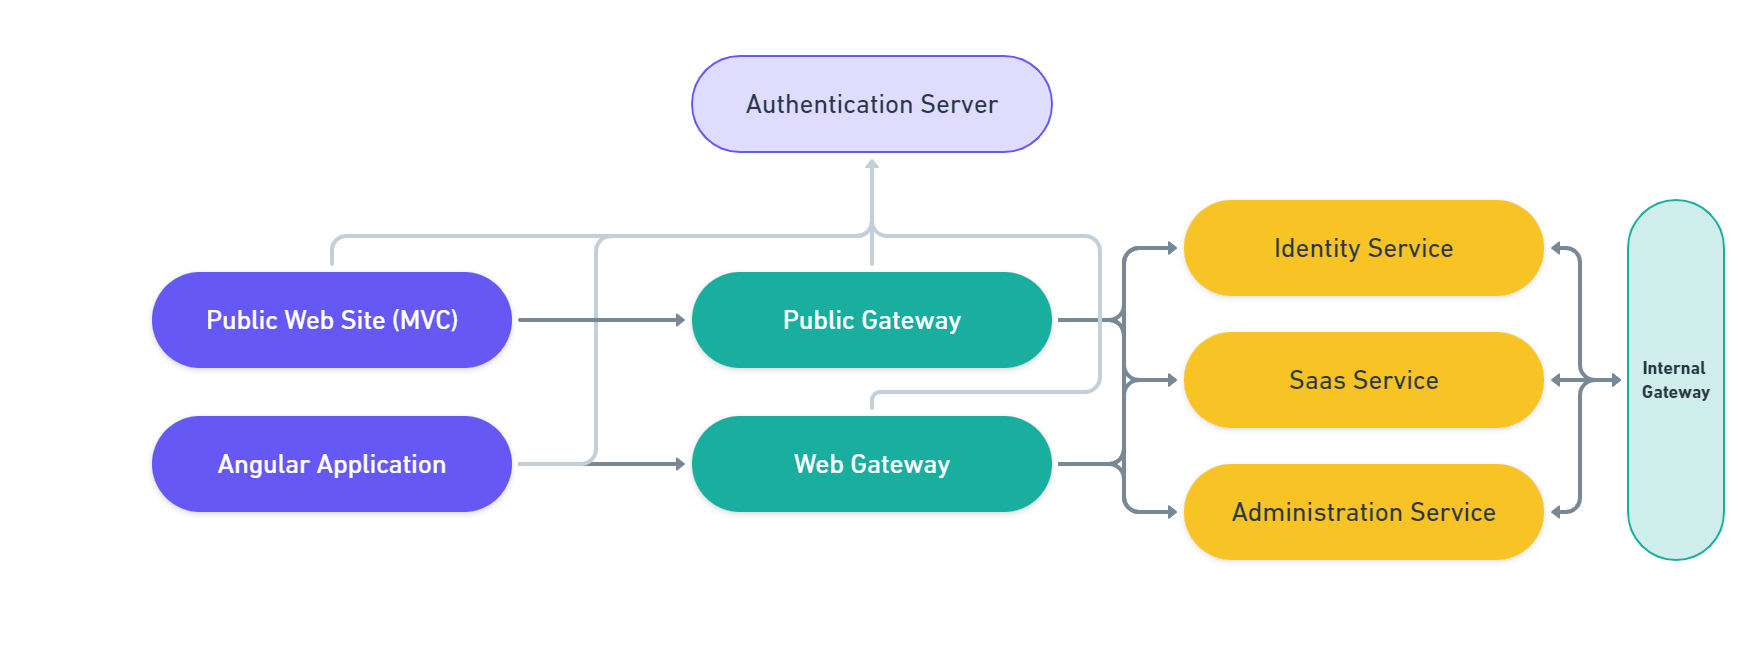 Authentication Server
Public Web Site (MVC)
Public Gateway
Identity Service
Saas Service
Internal
Gateway
Angular Application
Web Gateway
Administration Service